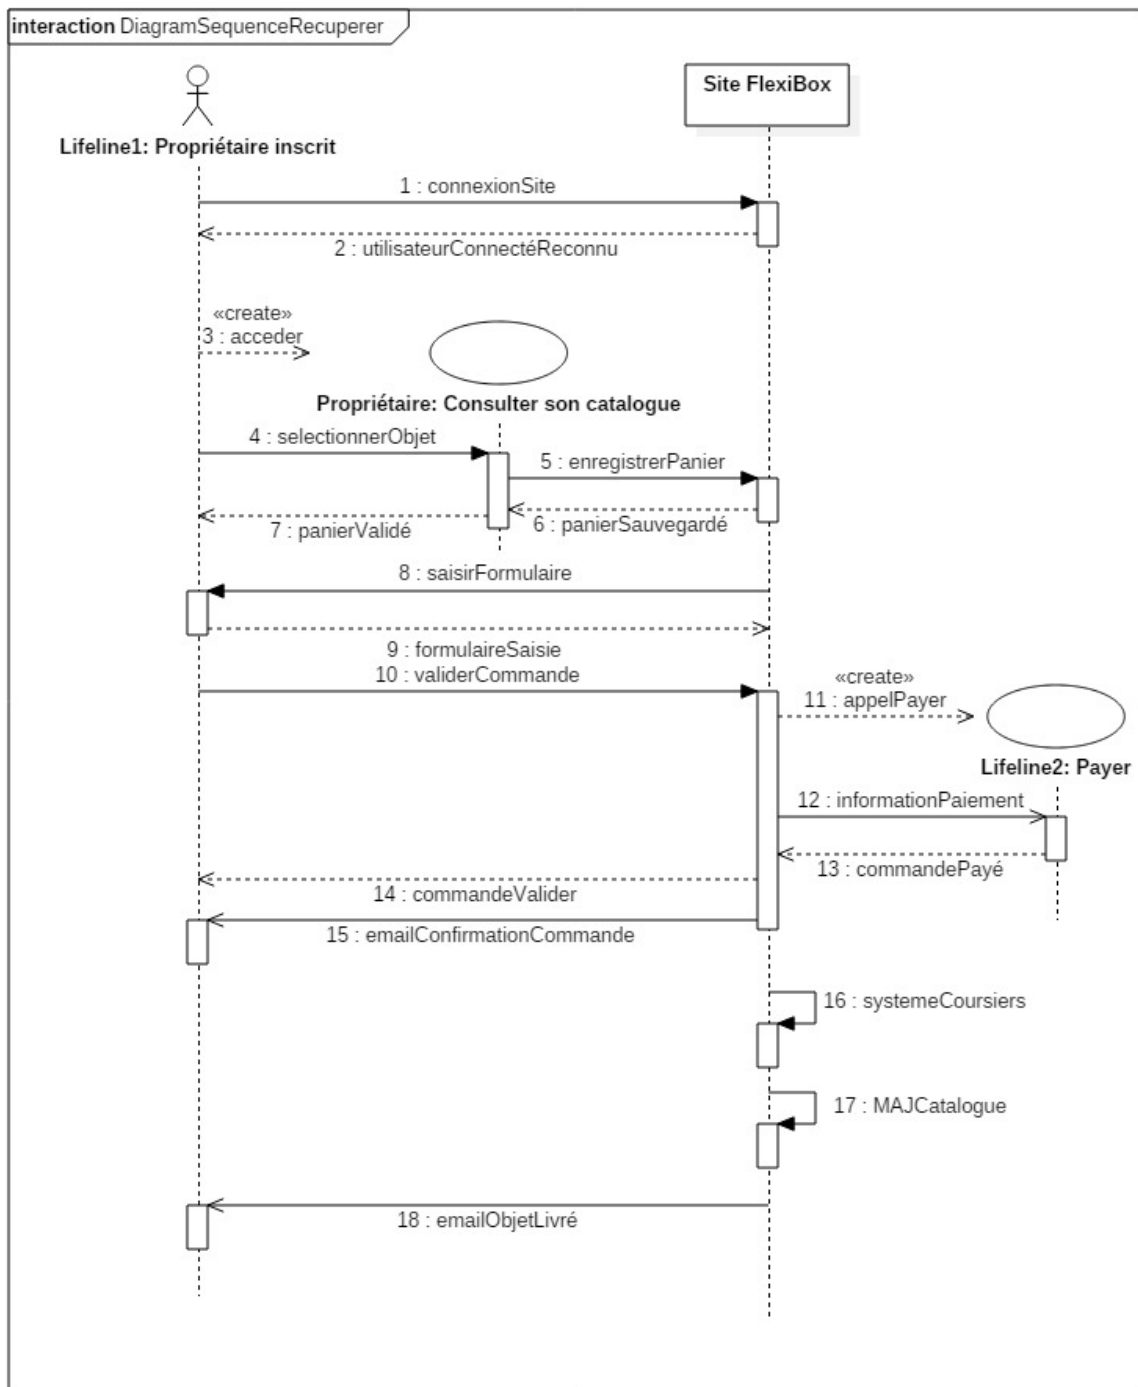 interaction DiagramSequenceRecuperer
Site FlexiBox
Lifeline1: Propriétaire inscrit
1 : connexionSite
2 : utilisateurConnectéReconnu
«create»
3 : acceder
Propriétaire: Consulter son catalogue
4 : selectionnerObjet
5 : enregistrerPanier
6 : panierSauvegardé
7 : panierValidé
8 : saisirFormulaire
9 : formulaireSaisie
10 : validerCommande
«create»
11 : appelPayer
Lifeline2: Payer
12 : informationPaiement
13 : commandePayé
14 : commandeValider
15 : emailConfirmationCommande
16 : systemeCoursiers
17 : MAJCatalogue
18 : emailObjetLivré